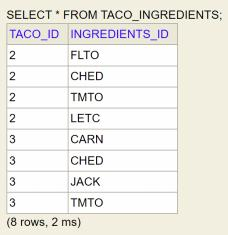 SELECT * FROM TACO_INGREDIENTS;
TACO_ID INGREDIENTS_ID
2 FLTO
2 CHED
2 TMTO
2 LETC
3 CARN
3 CHED
3 JACK
3 TMTO
(8 rows, 2 ms)